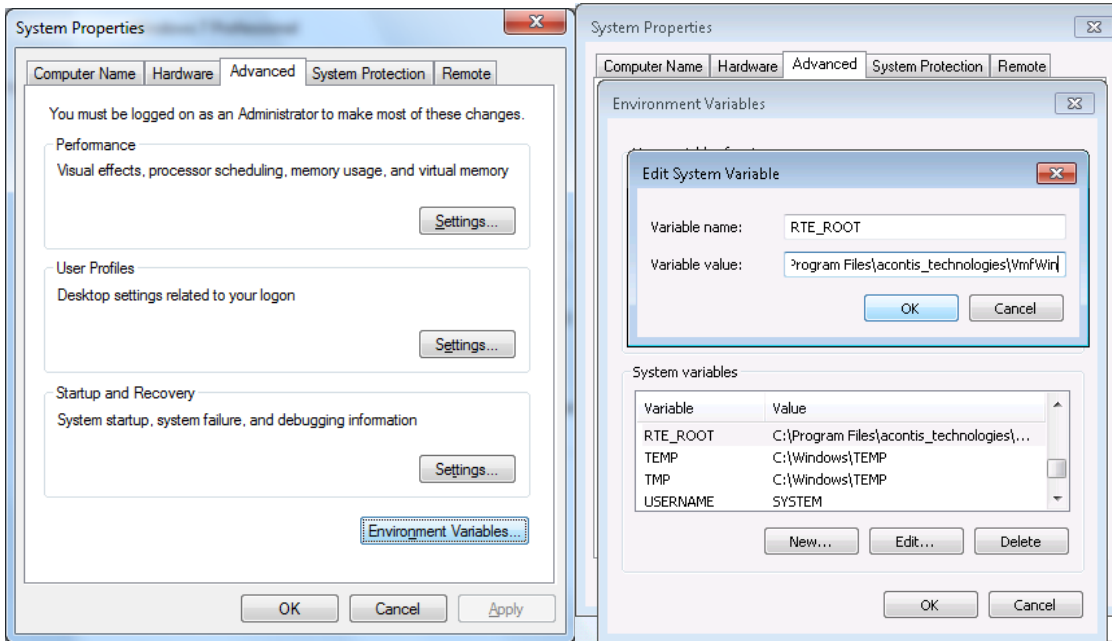 System Properties
Computer Name Hardware Advanced System Protection Remote
You must be logged on as an Administrator to make most of these changes.
Performance
Visual effects, processor scheduling, memory usage, and virtual memory
Settings...
User Profiles
Desktop settings related to your logon
Settings...
Startup and Recovery
System startup, system failure, and debugging information
Settings...
Environment Variables...
OK Cancel Apply
System Properties
Computer Name Hardware Advanced System Protection Remote
Environment Variables
Edit System Variable
Variable name: RTE_ROOT
Variable value: Program Files\acontis_technologies\VmfWin
OK Cancel
System variables
Variable Value
RTE_ROOT C:\Program Files\acontis_technologies\...
TEMP C:\Windows\TEMP
TMP C:\Windows\TEMP
USERNAME SYSTEM
New... Edit... Delete
OK Cancel